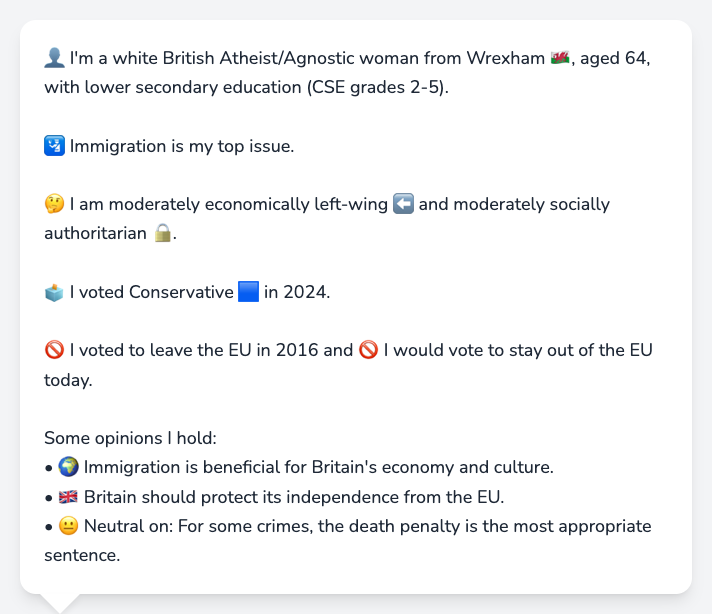 👤 I'm a white British Atheist/Agnostic woman from Wrexham 🏴󠁧󠁢󠁷󠁬󠁳󠁿, aged 64,
with lower secondary education (CSE grades 2-5).
🛂 Immigration is my top issue.
🤔 I am moderately economically left-wing ⬅️ and moderately socially
authoritarian 🔒.
🗳️ I voted Conservative 🟦 in 2024.
🚫 I voted to leave the EU in 2016 and 🚫 I would vote to stay out of the EU
today.
Some opinions I hold:
• 🌍 Immigration is beneficial for Britain's economy and culture.
• 🇬🇧 Britain should protect its independence from the EU.
• 😐 Neutral on: For some crimes, the death penalty is the most appropriate
sentence.